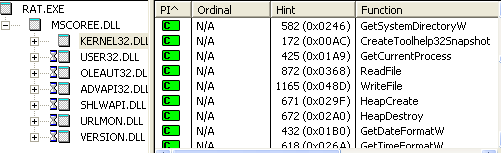 RAT.EXE
MSCOREE.DLL
KERNEL32.DLL
USER32.DLL
OLEAUT32.DLL
ADVAPI32.DLL
SHLWAPI.DLL
URLMON.DLL
VERSION.DLL
PI^ Ordinal Hint Function
C N/A 582 (0x0246) GetSystemDirectoryW
C N/A 172 (0x00AC) CreateToolhelp32Snapshot
C N/A 425 (0x01A9) GetCurrentProcess
C N/A 872 (0x0368) ReadFile
C N/A 1165 (0x048D) WriteFile
C N/A 671 (0x029F) HeapCreate
C N/A 672 (0x02A0) HeapDestroy
C N/A 432 (0x01B0) GetDateFormatW
C N/A 618 (0x026A) GetTimeFormatW